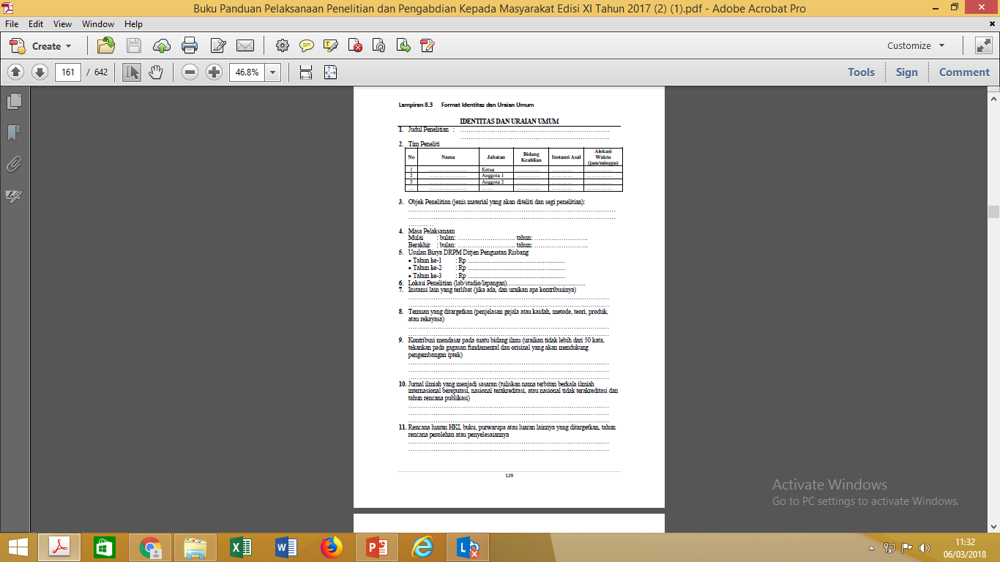 Buku Panduan Pelaksanaan Penelitian dan Pengabdian Kepada Masyarakat Edisi XI Tahun 2017 (2) (1).pdf - Adobe Acrobat Pro
File Edit View Window Help
Create Customize
161 / 642 46.8% Tools Sign Comment
Lampiran 8.3 Format Identitas dan Uraian Umum
IDENTITAS DAN URAIAN UMUM
1. Judul Penelitian : ........................................................
........................................................
2. Tim Peneliti
No Nama Jabatan Bidang Keahlian Instansi Asal Alokasi Waktu (jam/minggu)
1 ...................... Ketua .............. ............ ...............
2 ...................... Anggota 1 .............. ............ ...............
3 ...................... Anggota 2 .............. ............ ...............
... ...................... ....... .............. ............ ...............
3. Objek Penelitian (jenis material yang akan diteliti dan segi penelitian):
................................................................................
................................................................................
............
4. Masa Pelaksanaan
Mulai : bulan: ............................ tahun: ..........................
Berakhir : bulan: ............................ tahun: ..........................
5. Usulan Biaya DRPM Ditjen Penguatan Risbang
• Tahun ke-1 : Rp ................................................
• Tahun ke-2 : Rp ................................................
• Tahun ke-3 : Rp ................................................
6. Lokasi Penelitian (lab/studio/lapangan)........................................
7. Instansi lain yang terlibat (jika ada, dan uraikan apa kontribusinya)
................................................................................
................................................................................
8. Temuan yang ditargetkan (penjelasan gejala atau kaidah, metode, teori, produk,
atau rekayasa)
................................................................................
................................................................................
9. Kontribusi mendasar pada suatu bidang ilmu (uraikan tidak lebih dari 50 kata,
tekankan pada gagasan fundamental dan orisinal yang akan mendukung
pengembangan iptek)
................................................................................
................................................................................
................................................................................
10. Jurnal ilmiah yang menjadi sasaran (tuliskan nama terbitan berkala ilmiah
internasional bereputasi, nasional terakreditasi, atau nasional tidak terakreditasi dan
tahun rencana publikasi)
................................................................................
................................................................................
................................................................................
11. Rencana luaran HKI, buku, purwarupa atau luaran lainnya yang ditargetkan, tahun
rencana perolehan atau penyelesaiannya
................................................................................
................................................................................
129
Activate Windows
Go to PC settings to activate Windows.
11:32
06/03/2018